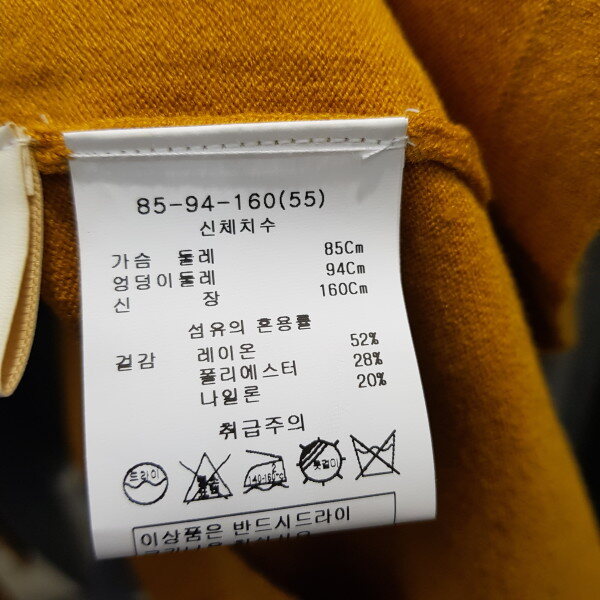 85-94-160(55)
신체치수
가슴 둘레 85Cm
엉덩이둘레 94Cm
신 장 160Cm
섬유의 혼용률
겉감 레이온 52%
폴리에스터 28%
나일론 20%
취급주의
드라이 140~160℃ 옷걸이
이상품은 반드시드라이